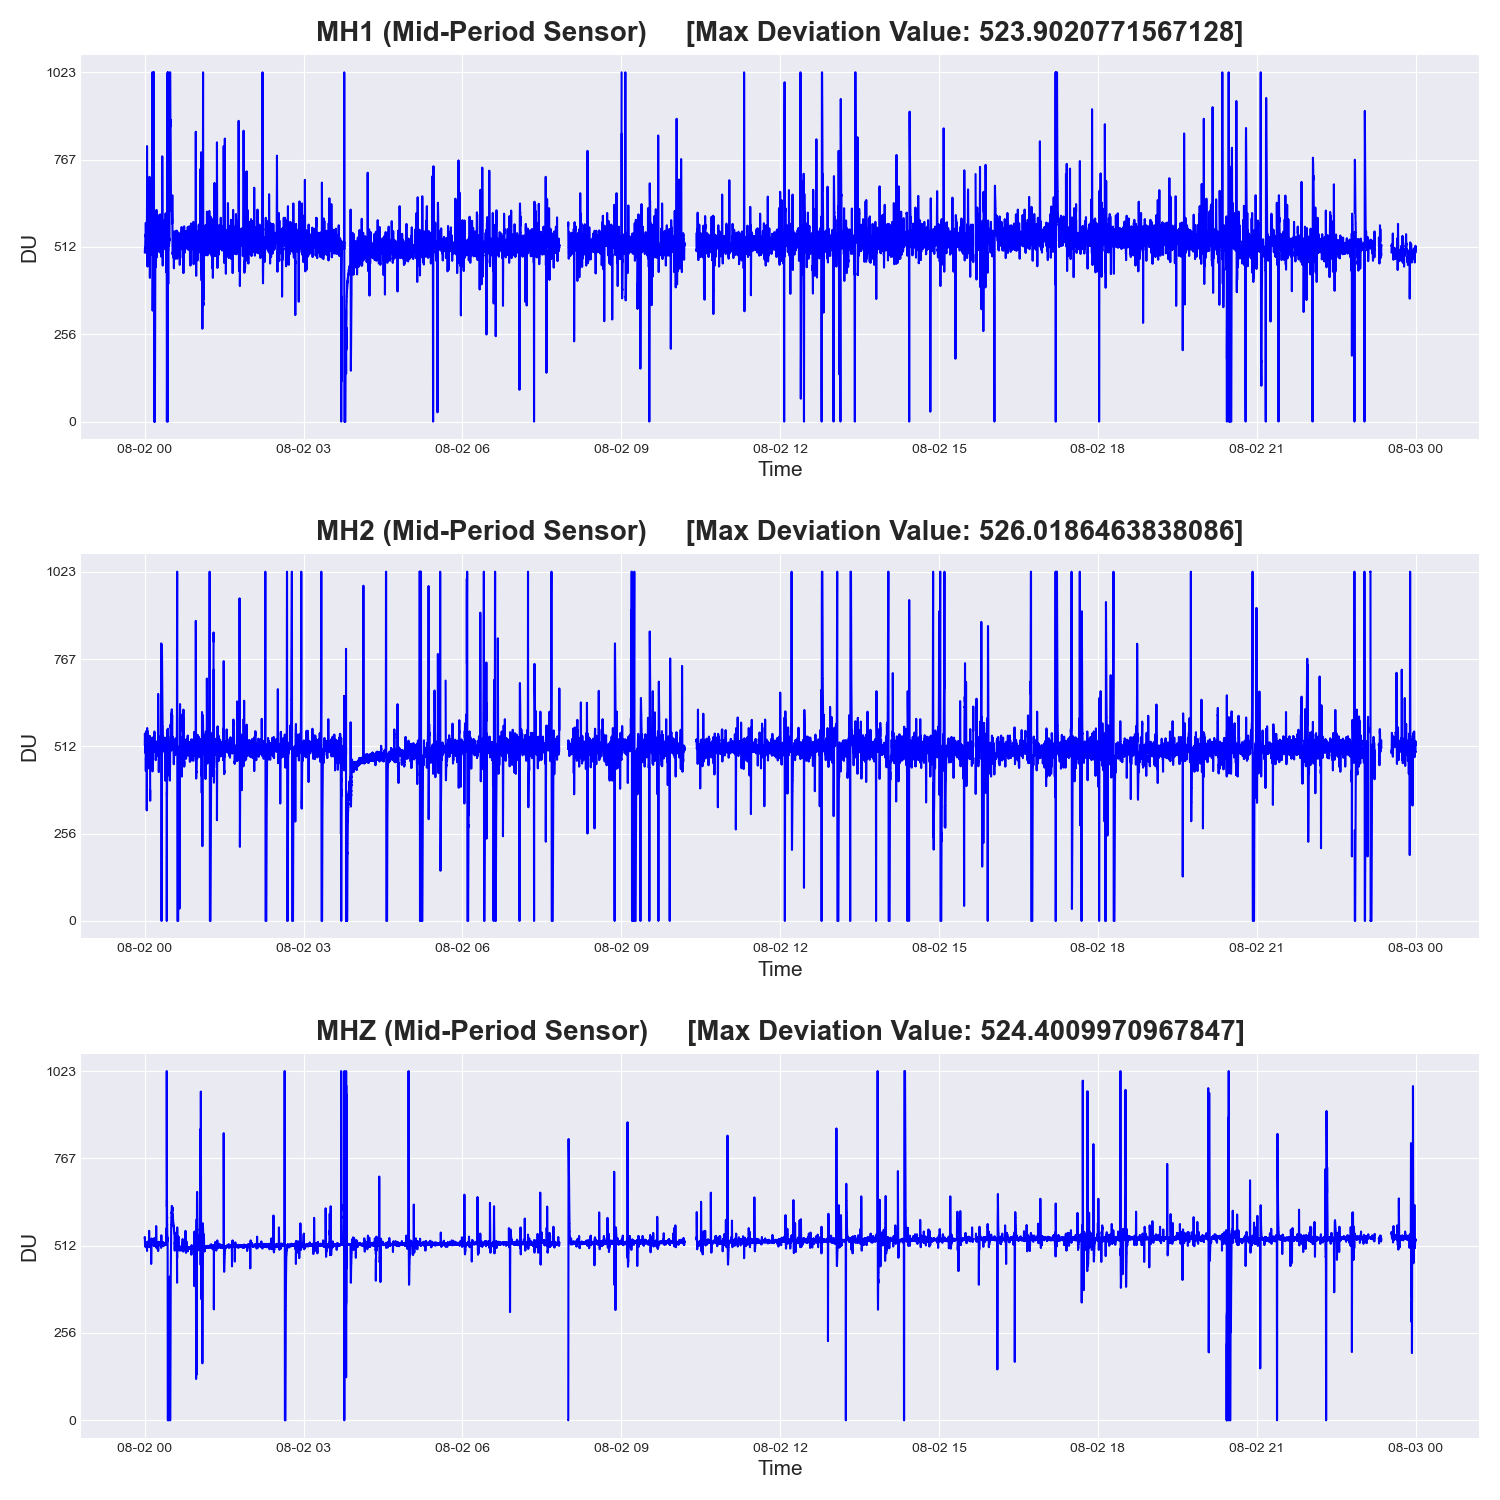 MH1 (Mid-Period Sensor) [Max Deviation Value: 523.9020771567128]
1023
767
512
256
0
DU
08-02 00 08-02 03 08-02 06 08-02 09 08-02 12 08-02 15 08-02 18 08-02 21 08-03 00
Time
MH2 (Mid-Period Sensor) [Max Deviation Value: 526.0186463838086]
1023
767
512
256
0
DU
08-02 00 08-02 03 08-02 06 08-02 09 08-02 12 08-02 15 08-02 18 08-02 21 08-03 00
Time
MHZ (Mid-Period Sensor) [Max Deviation Value: 524.4009970967847]
1023
767
512
256
0
DU
08-02 00 08-02 03 08-02 06 08-02 09 08-02 12 08-02 15 08-02 18 08-02 21 08-03 00
Time